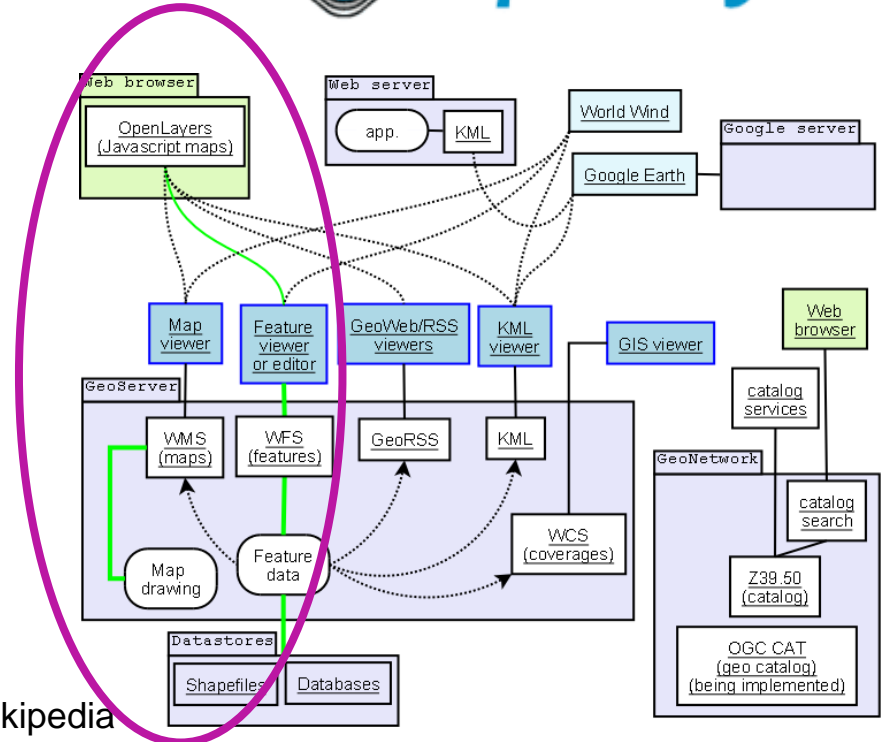 Web browser
OpenLayers
(Javascript maps)
Web server
app.
KML
World Wind
Google Earth
Google server
Map
viewer
Feature
viewer
or editor
GeoWeb/RSS
viewers
KML
viewer
GIS viewer
Web
browser
GeoServer
WMS
(maps)
WFS
(features)
GeoRSS
KML
WCS
(coverages)
Map
drawing
Feature
data
catalog
services
GeoNetwork
catalog
search
Z39.50
(catalog)
OGC CAT
(geo catalog)
(being implemented)
Datastores
Shapefiles
Databases
kipedia